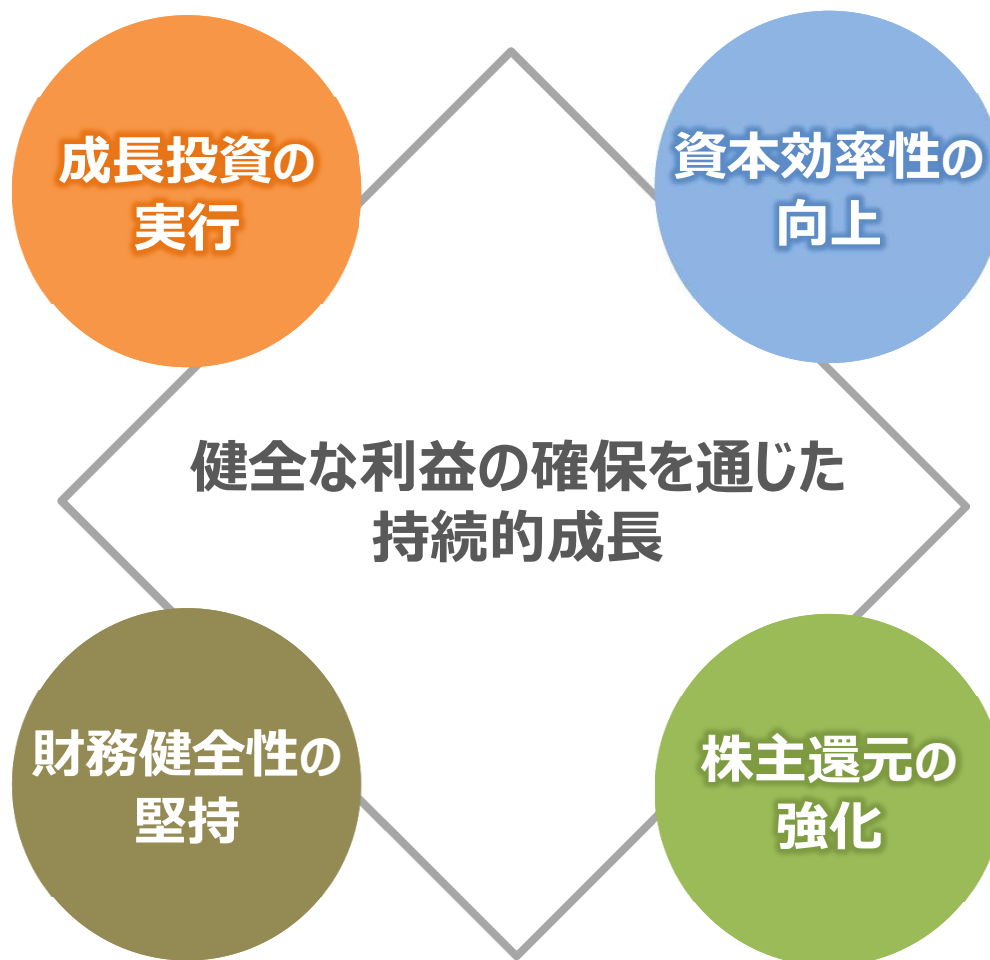 成長投資の
実行
資本効率性の
向上
健全な利益の確保を通じた
持続的成長
財務健全性の
堅持
株主還元の
強化